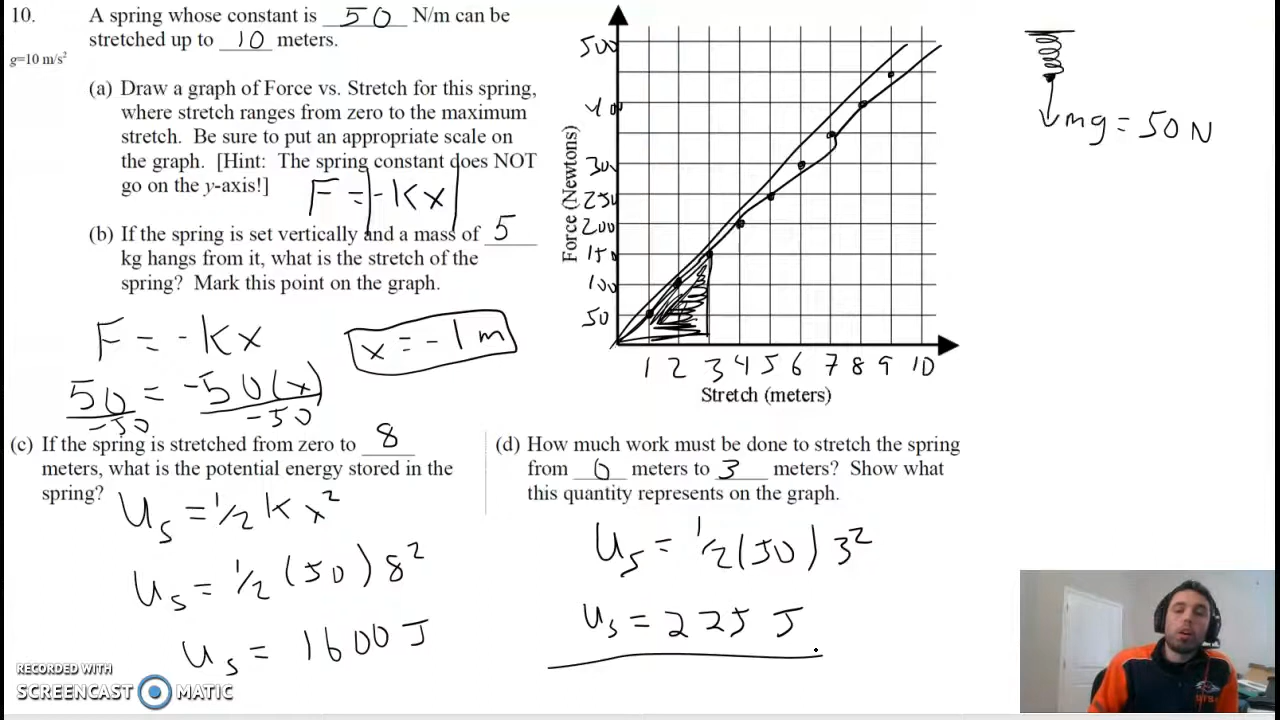 10. A spring whose constant is 50 N/m can be
stretched up to 10 meters.
g=10 m/s²
(a) Draw a graph of Force vs. Stretch for this spring,
where stretch ranges from zero to the maximum
stretch. Be sure to put an appropriate scale on
the graph. [Hint: The spring constant does NOT
go on the y-axis!]
F = |-Kx|
(b) If the spring is set vertically and a mass of 5
kg hangs from it, what is the stretch of the
spring? Mark this point on the graph.
F = -Kx
x = -1 m
50 = -50(x)
-50 -50
500
400
300
250
200
150
100
50
Force (Newtons)
1 2 3 4 5 6 7 8 9 10
Stretch (meters)
mg = 50 N
(c) If the spring is stretched from zero to 8
meters, what is the potential energy stored in the
spring?
Us = 1/2 K x²
Us = 1/2 (50) 8²
Us = 1600 J
(d) How much work must be done to stretch the spring
from 0 meters to 3 meters? Show what
this quantity represents on the graph.
Us = 1/2 (50) 3²
Us = 225 J
RECORDED WITH
SCREENCAST MATIC